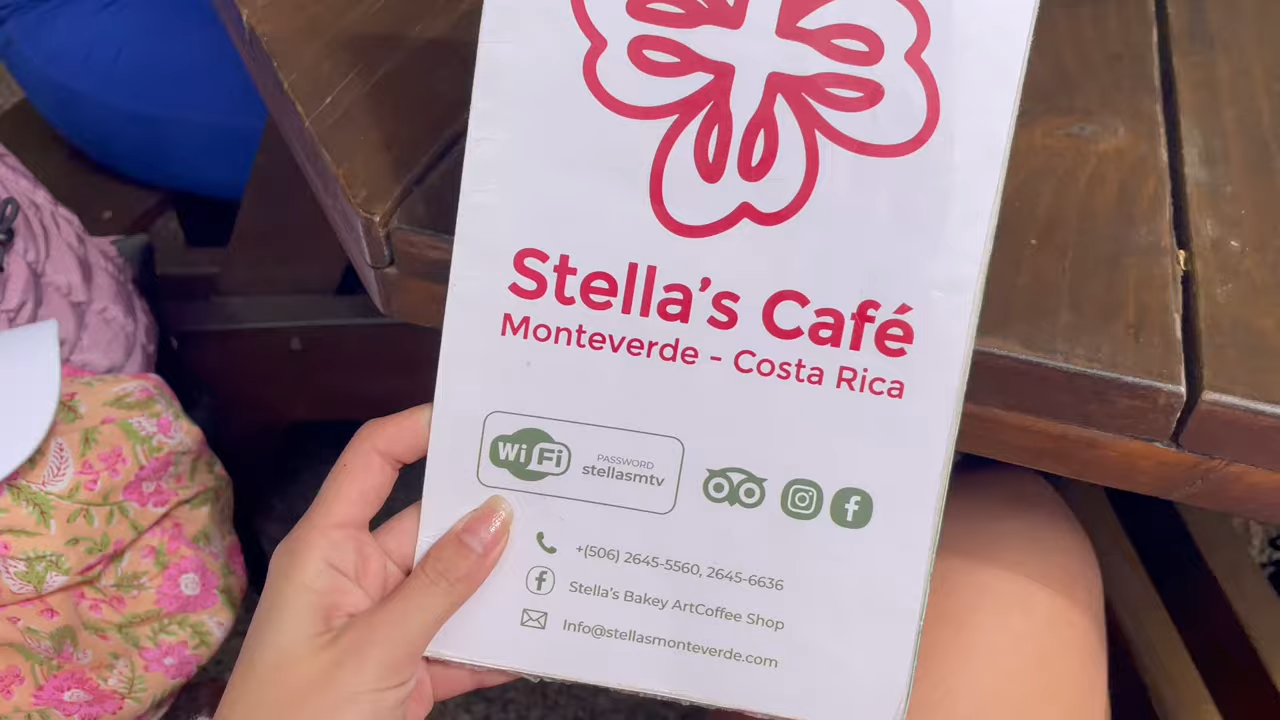 Stella's Café
Monteverde - Costa Rica
WiFi
PASSWORD
stellasmtv
+(506) 2645-5560, 2645-6636
Stella's Bakey ArtCoffee Shop
Info@stellasmonteverde.com